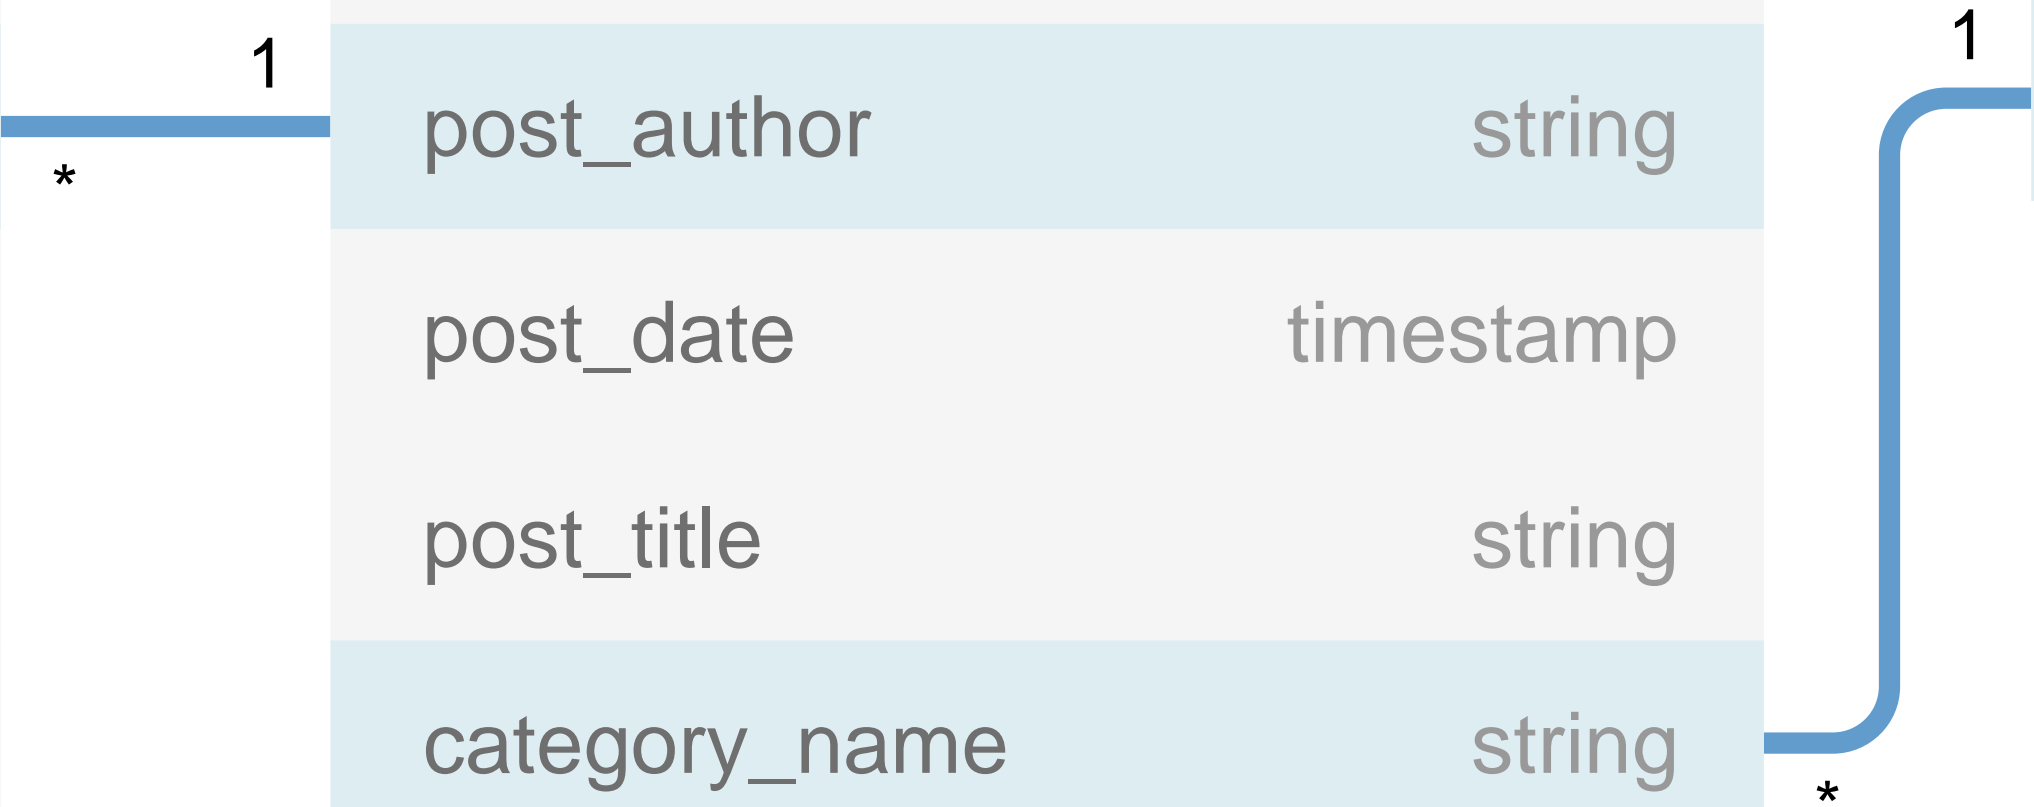 1
1
post_author string
*
post_date timestamp
post_title string
category_name string
*